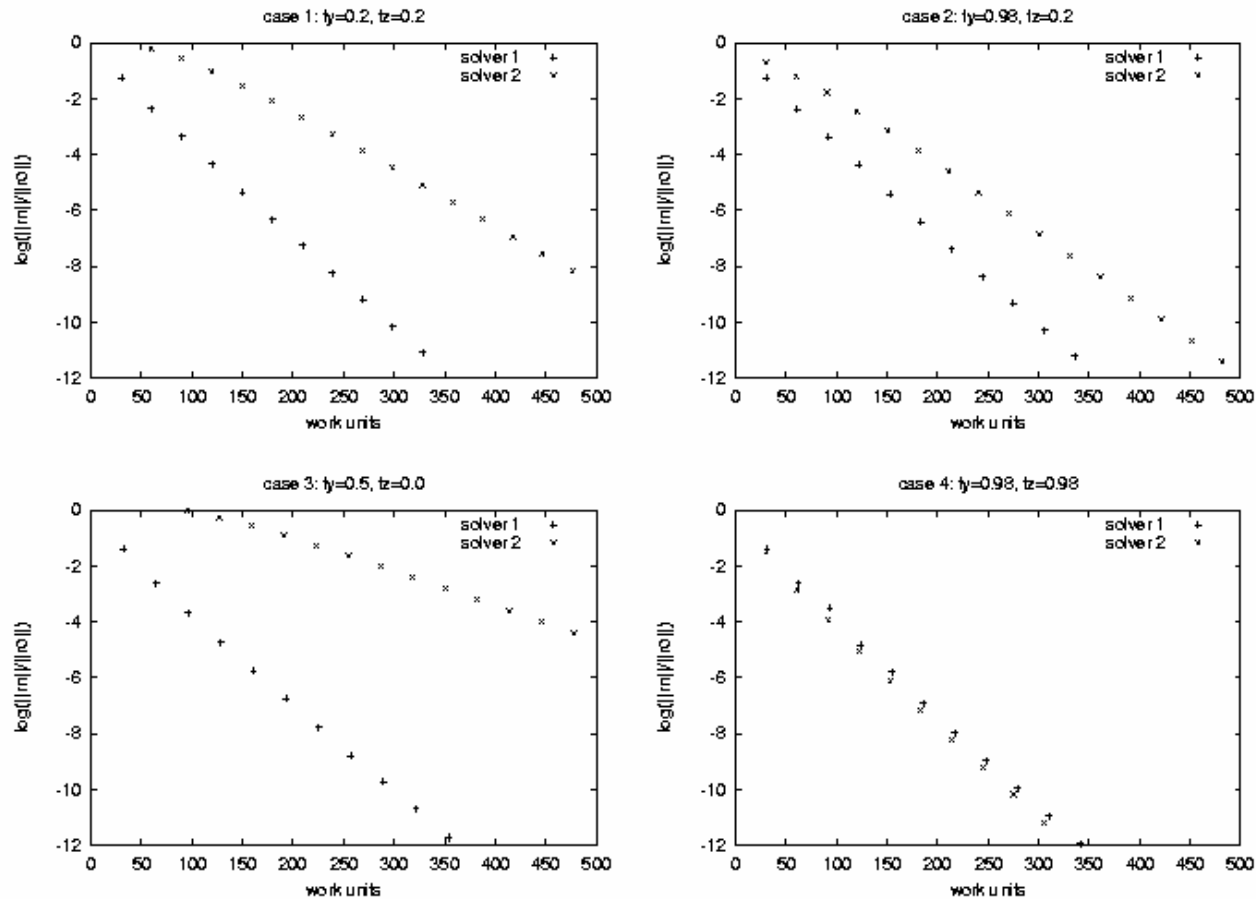 case 1: fy=0.2, fz=0.2
solver 1 +
solver 2 ×
0
-2
-4
-6
-8
-10
-12
log(||rn||/||r0||)
0 50 100 150 200 250 300 350 400 450 500
work units
case 2: fy=0.98, fz=0.2
solver 1 +
solver 2 ×
0
-2
-4
-6
-8
-10
-12
log(||rn||/||r0||)
0 50 100 150 200 250 300 350 400 450 500
work units
case 3: fy=0.5, fz=0.0
solver 1 +
solver 2 ×
0
-2
-4
-6
-8
-10
-12
log(||rn||/||r0||)
0 50 100 150 200 250 300 350 400 450 500
work units
case 4: fy=0.98, fz=0.98
solver 1 +
solver 2 ×
0
-2
-4
-6
-8
-10
-12
log(||rn||/||r0||)
0 50 100 150 200 250 300 350 400 450 500
work units